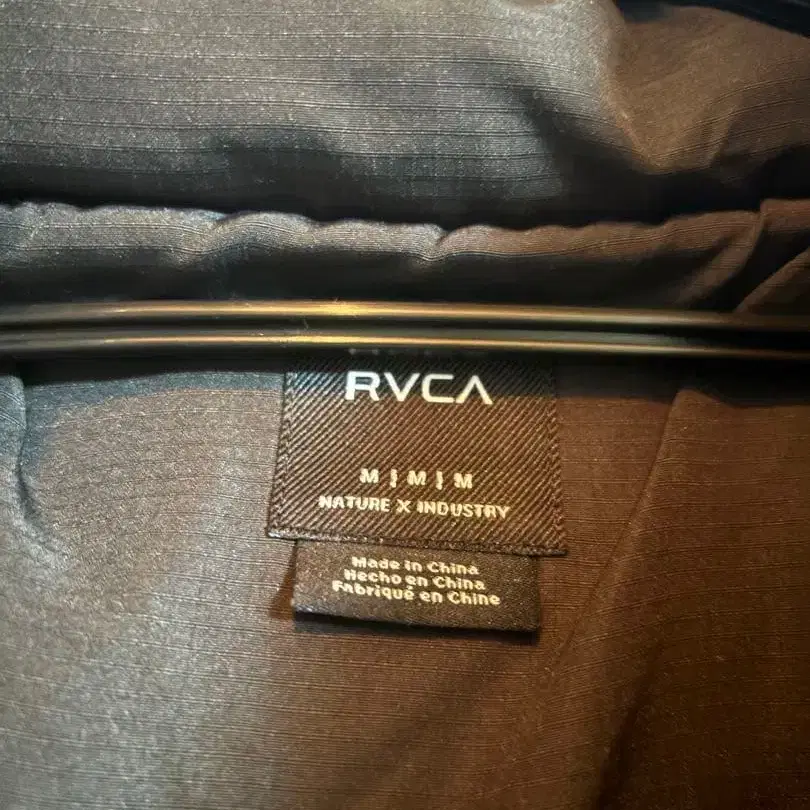 RVCA
M | M | M
NATURE X INDUSTRY
Made in China
Hecho en China
Fabriqué en Chine